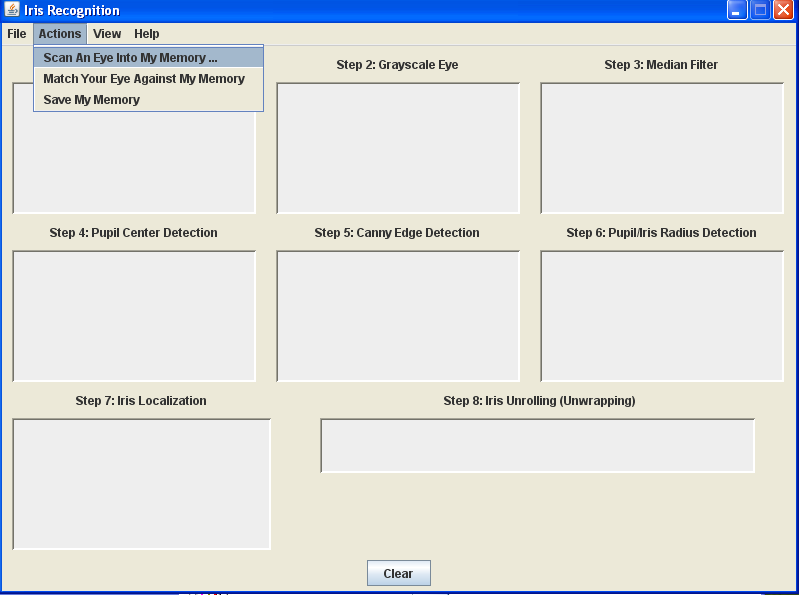 Iris Recognition
File Actions View Help
Scan An Eye Into My Memory ...
Match Your Eye Against My Memory
Save My Memory
Step 2: Grayscale Eye
Step 3: Median Filter
Step 4: Pupil Center Detection
Step 5: Canny Edge Detection
Step 6: Pupil/Iris Radius Detection
Step 7: Iris Localization
Step 8: Iris Unrolling (Unwrapping)
Clear